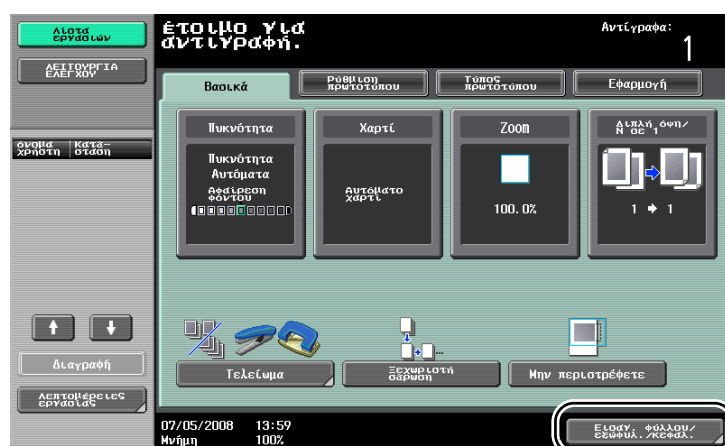 Λίστα
εργασιών
έτοιμο για
αντιγραφή.
Αντίγραφα:
1
ΛΕΙΤΟΥΡΓΙΑ
ΕΛΕΓΧΟΥ
Βασικά
Ρύθμιση
πρωτοτύπου
Τύπος
πρωτοτύπου
Εφαρμογή
όνομα
χρήστη
Κατά-
σταση
Πυκνότητα
Πυκνότητα
Αυτόματα
Αφαίρεση
φόντου
Χαρτί
Αυτόματο
χαρτί
Zoom
100.0%
Διπλή όψη/
N σε 1
1 → 1
Διαγραφή
Λεπτομέρειες
εργασίας
Τελείωμα
Ξεχωριστή
σάρωση
Μην περιστρέφετε
07/05/2008 13:59
Μνήμη 100%
Εισαγ. φύλλου/
εξωφύλ./κεφαλ.